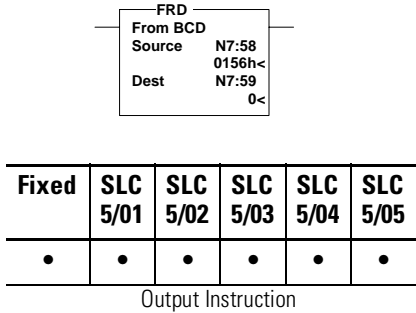 FRD
From BCD
Source N7:58
0156h<
Dest N7:59
0<
Fixed SLC 5/01 SLC 5/02 SLC 5/03 SLC 5/04 SLC 5/05
• • • • • •
Output Instruction